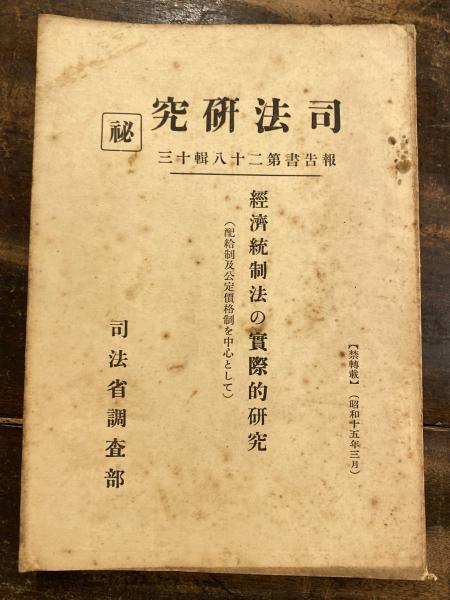 司法研究
報告書第二十八輯十三
㊙
【禁轉載】（昭和十五年三月）
經濟統制法の實際的研究
（配給制及公定價格制を中心として）
司法省調査部